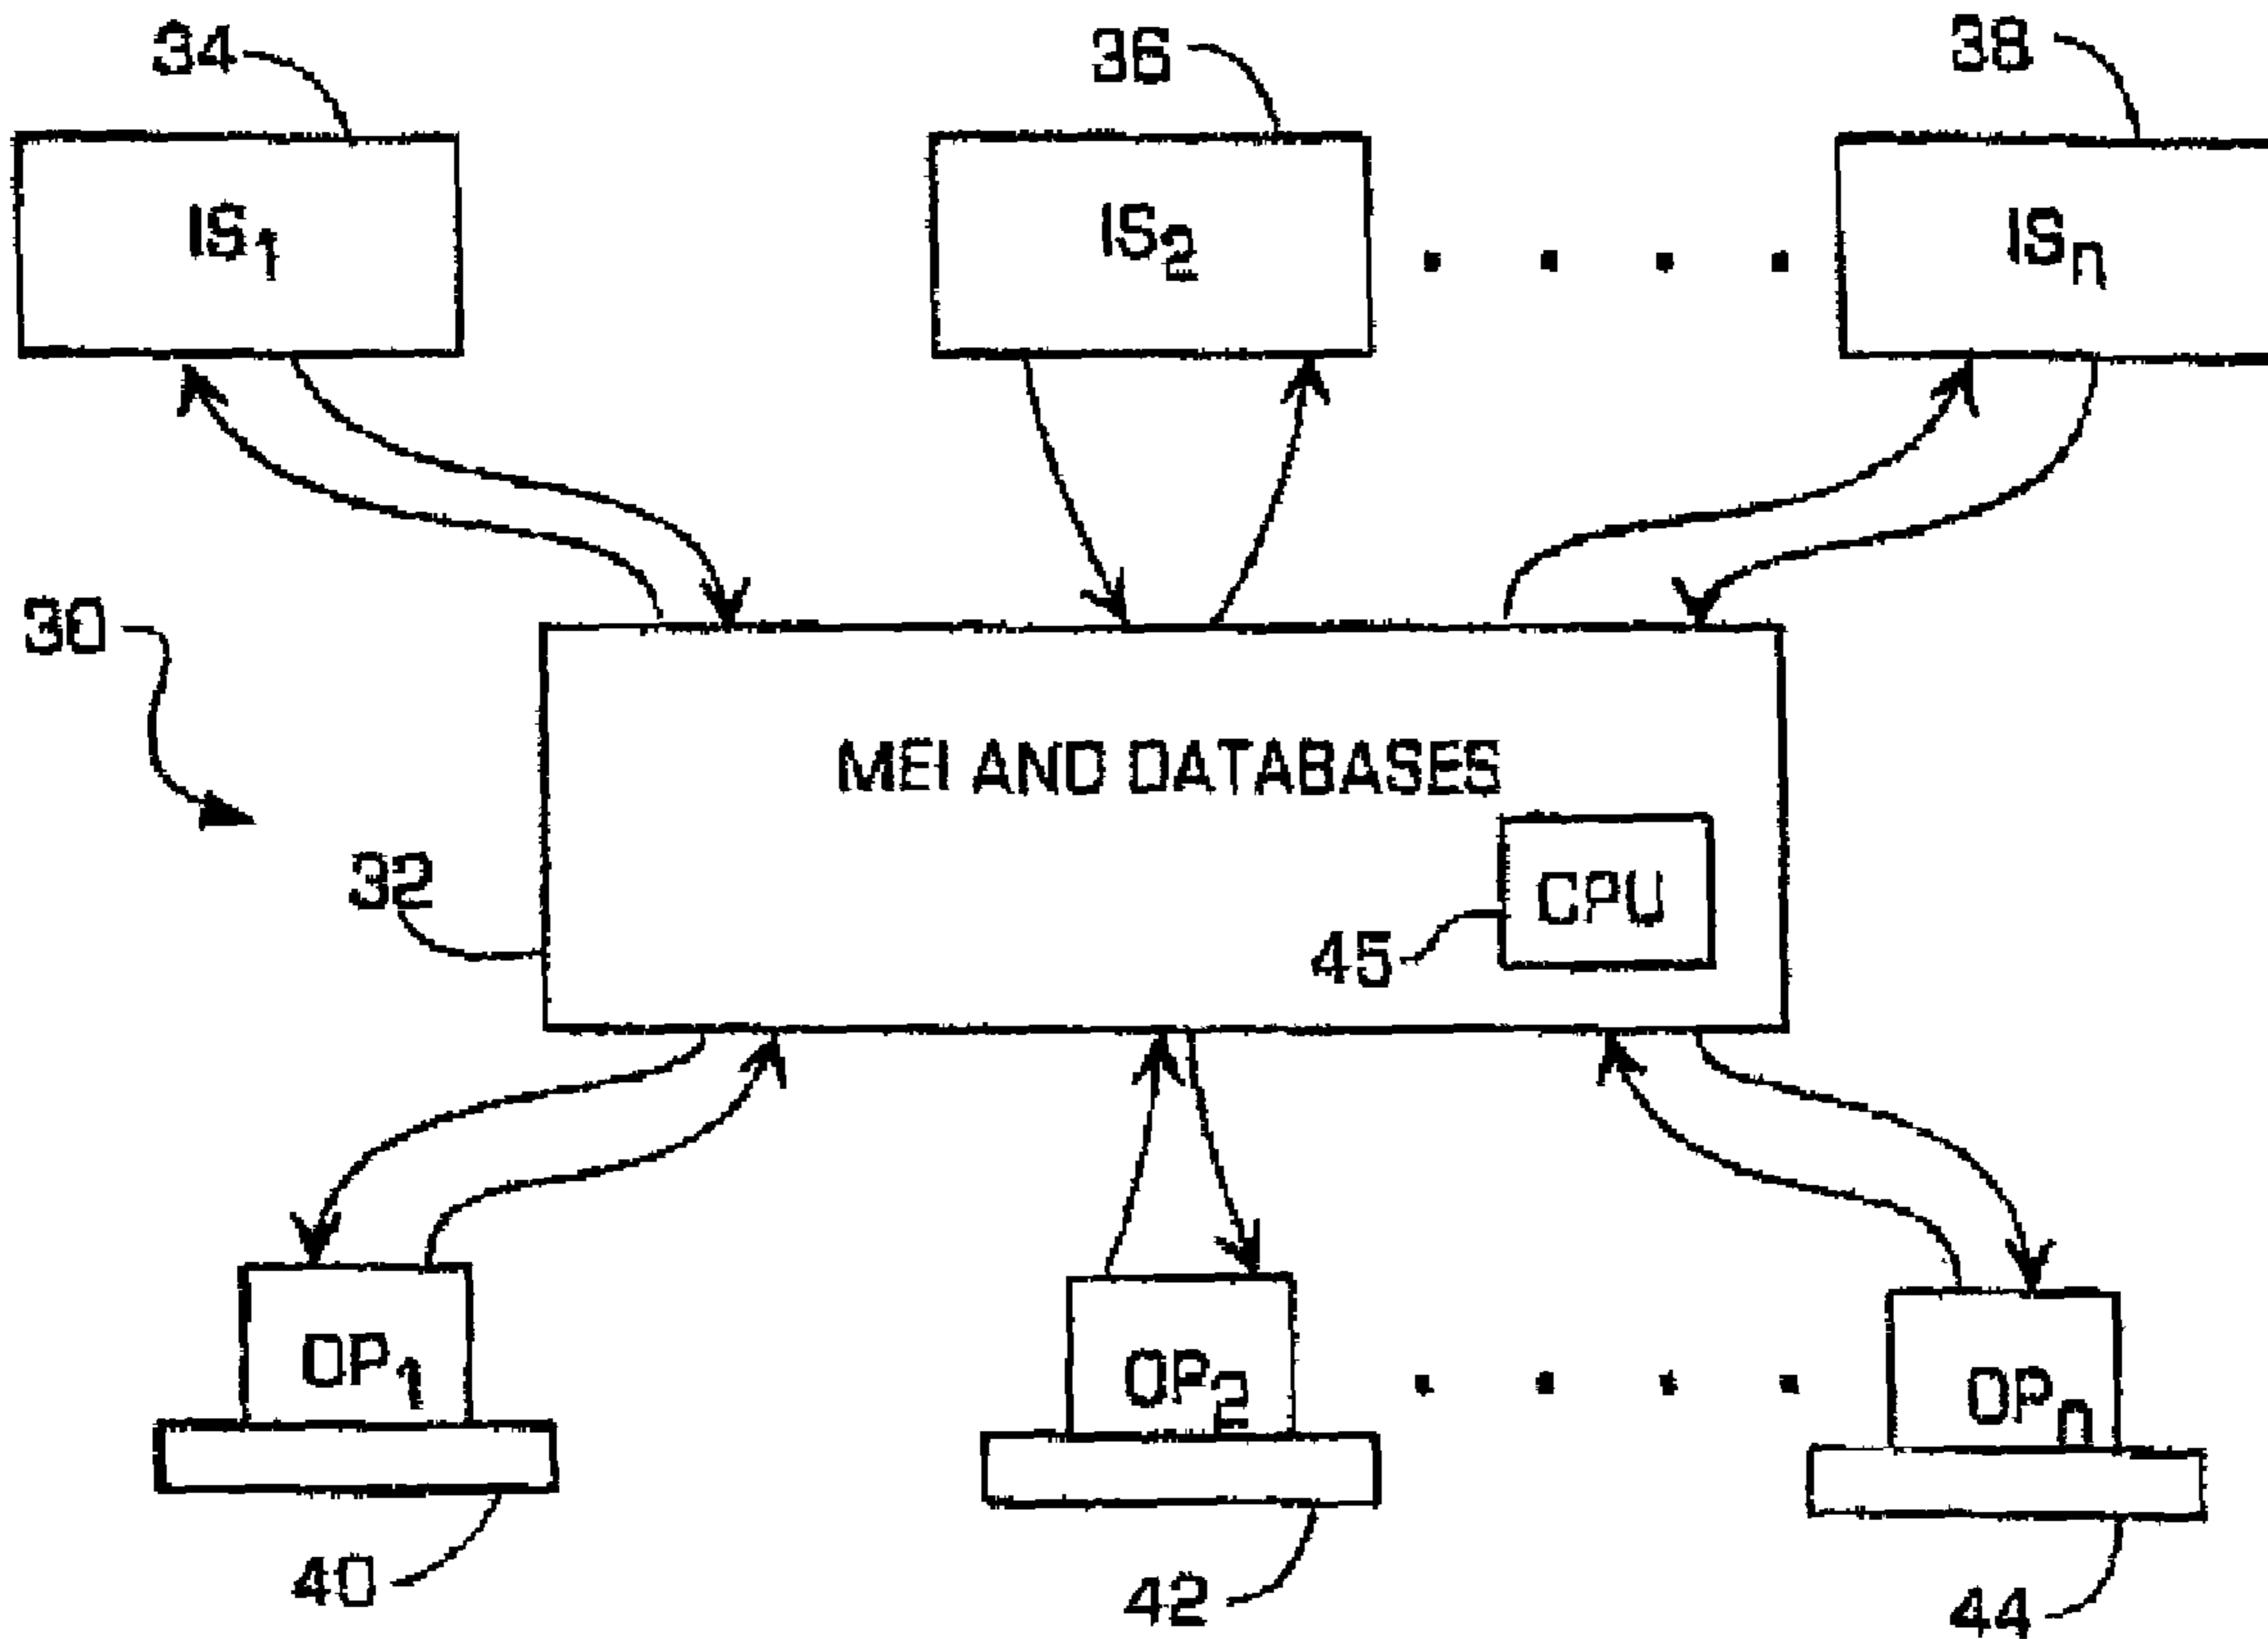 34
36
38
IS1
IS2
ISn
30
MEI AND DATABASES
32
CPU
45
OP1
OP2
OPn
40
42
44